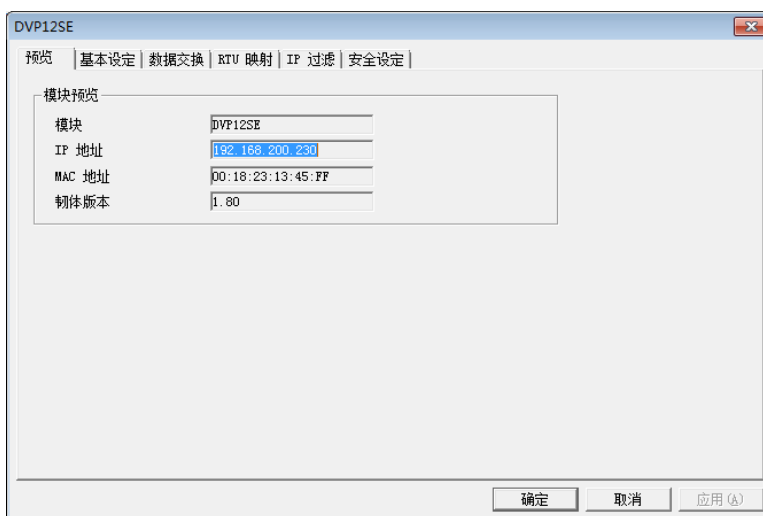 DVP12SE
预览 基本设定 数据交换 RTU 映射 IP 过滤 安全设定
模块预览
模块 DVP12SE
IP 地址 192.168.200.230
MAC 地址 00:18:23:13:45:FF
韧体版本 1.80
确定 取消 应用(A)